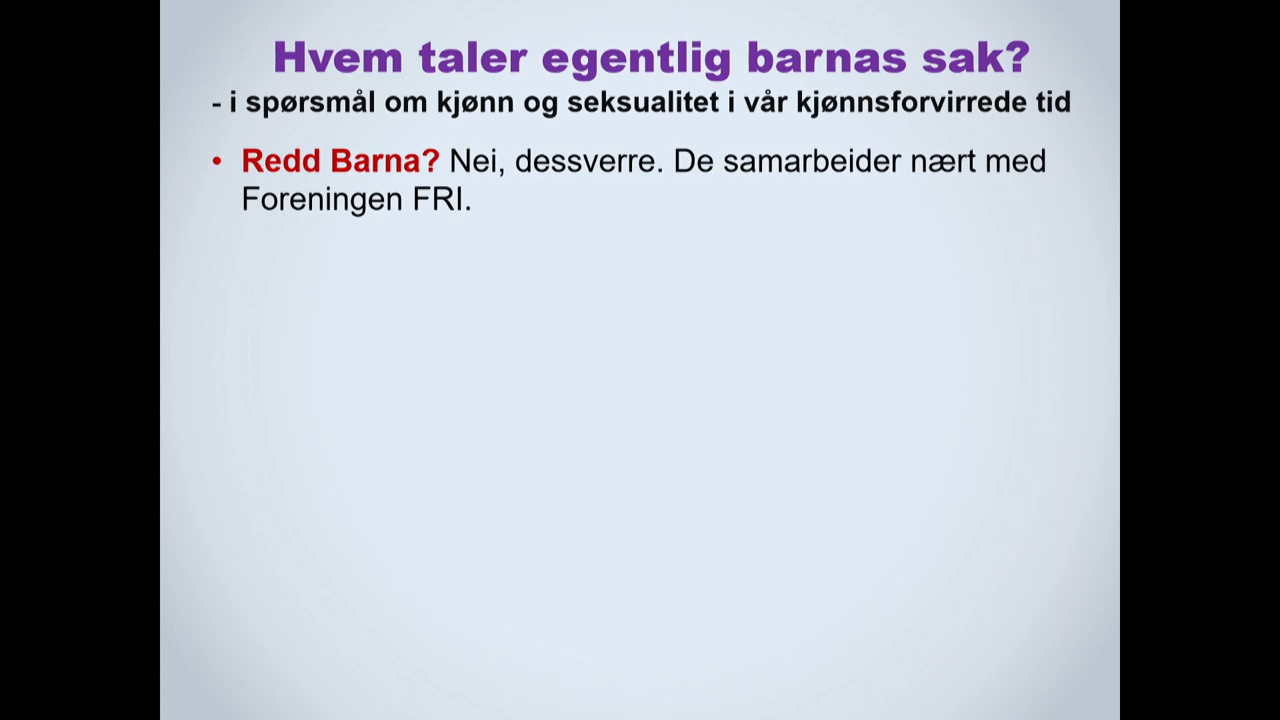 Hvem taler egentlig barnas sak?
- i spørsmål om kjønn og seksualitet i vår kjønnsforvirrede tid
• Redd Barna? Nei, dessverre. De samarbeider nært med
Foreningen FRI.